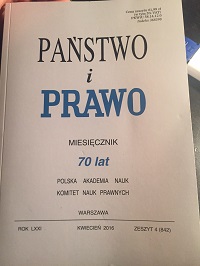 PAŃSTWO
i
PRAWO
MIESIĘCZNIK
70 lat
POLSKA AKADEMIA NAUK
KOMITET NAUK PRAWNYCH
WARSZAWA
ROK LXXI KWIECIEŃ 2016 ZESZYT 4 (842)